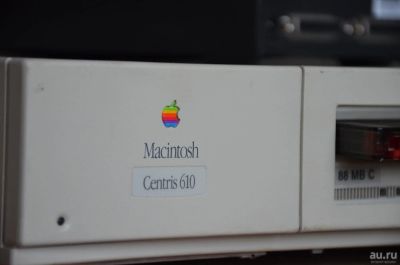 Macintosh
Centris 610
88 MB C
au.ru